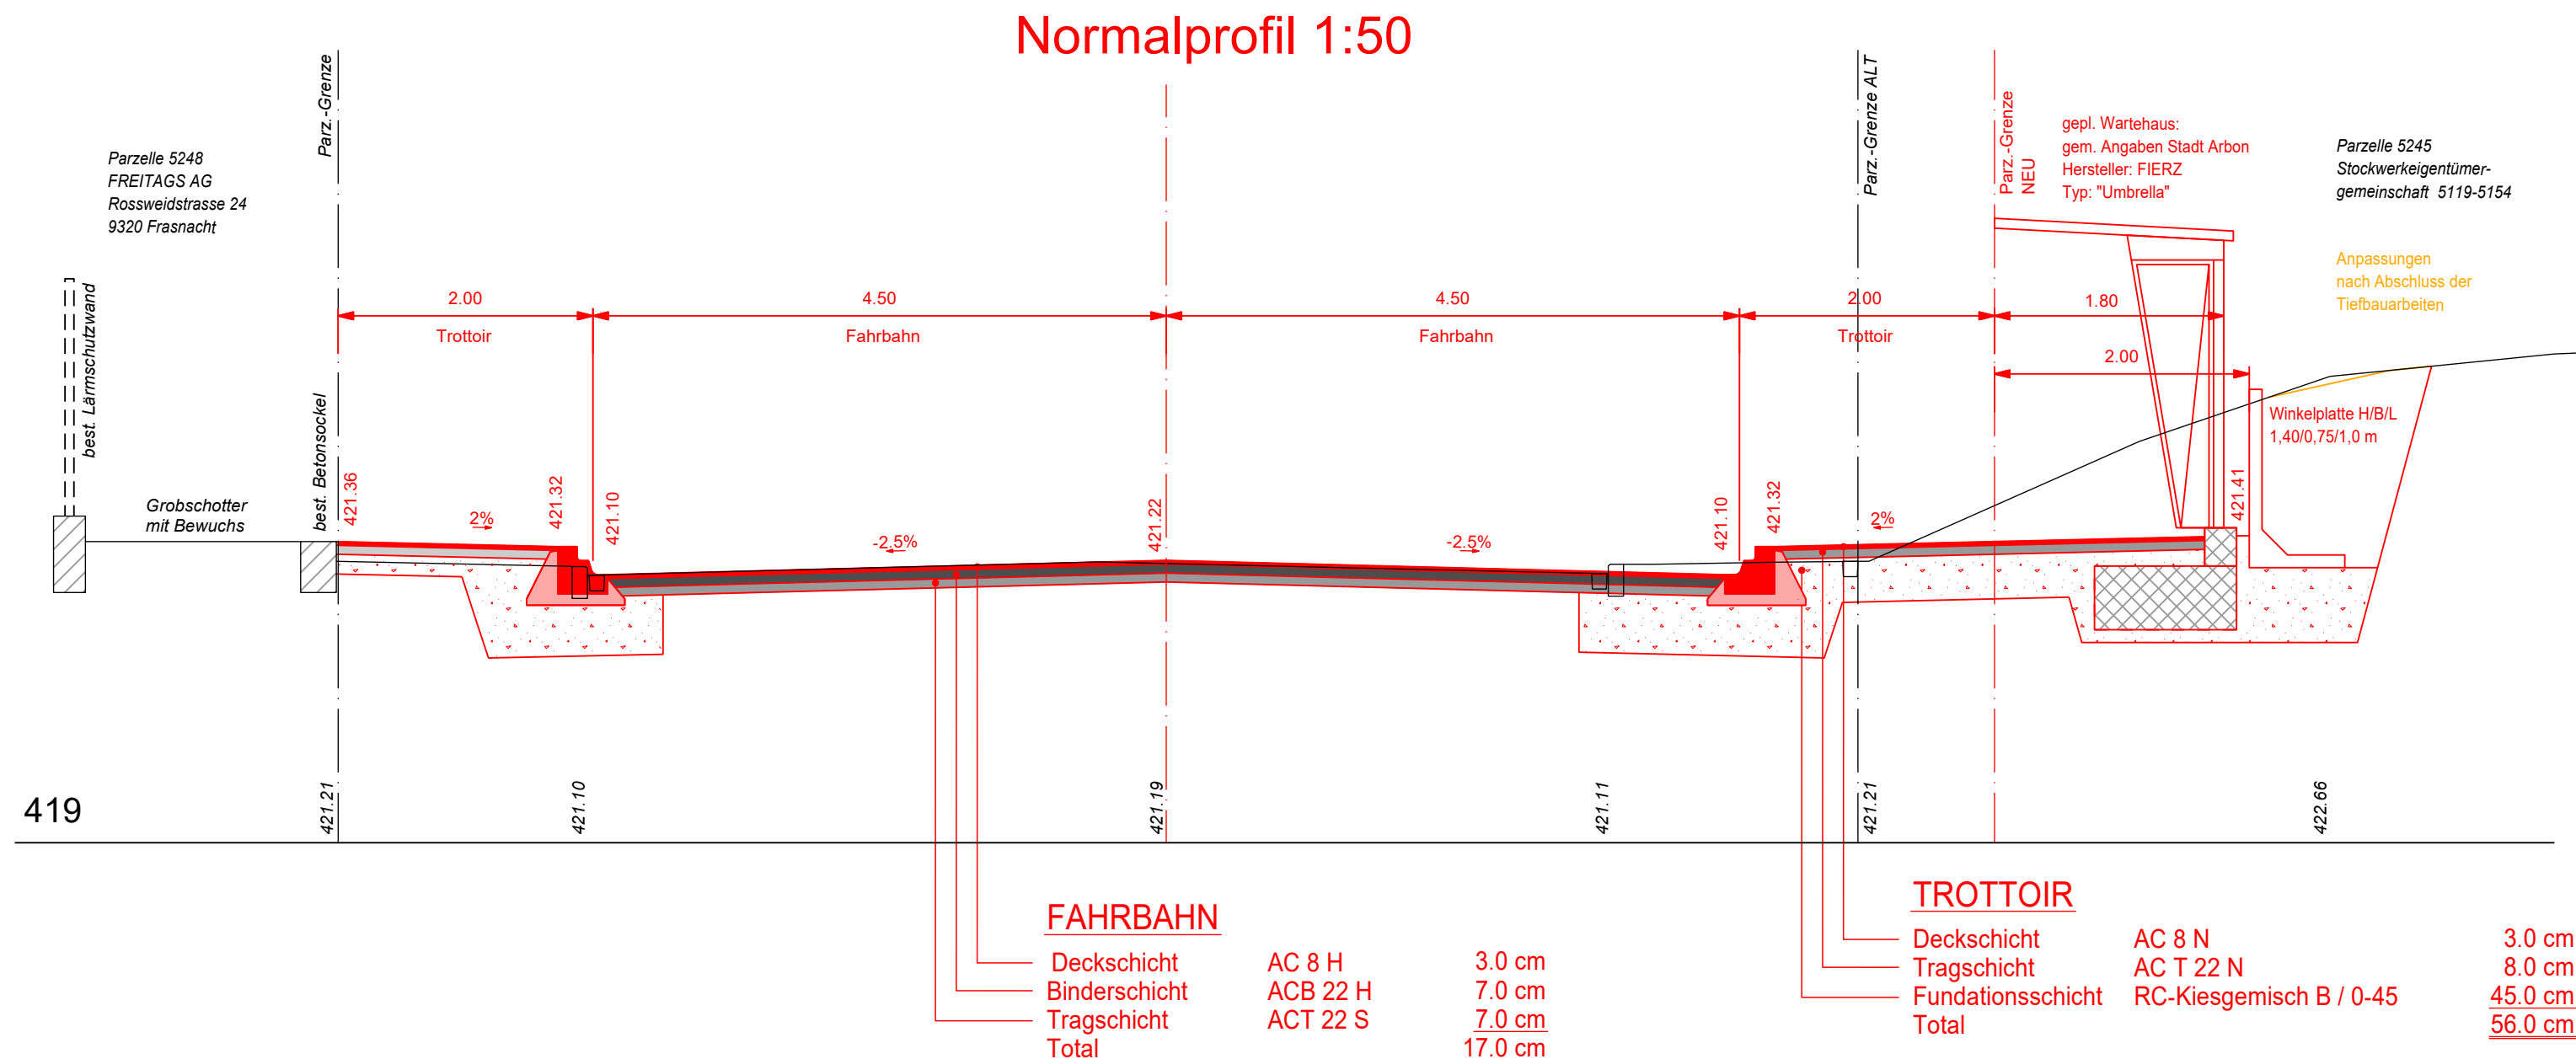 Normalprofil 1:50
Parz.-Grenze
Parz.-Grenze ALT
Parz.-Grenze
NEU
gepl. Wartehaus:
gem. Angaben Stadt Arbon
Hersteller: FIERZ
Typ: "Umbrella"
Parzelle 5245
Stockwerkeigentümer-
gemeinschaft 5119-5154
Parzelle 5248
FREITAGS AG
Rossweidstrasse 24
9320 Frasnacht
Anpassungen
nach Abschluss der
Tiefbauarbeiten
best. Lärmschutzwand
2.00
4.50
4.50
2.00
1.80
Trottoir
Fahrbahn
Fahrbahn
Trottoir
2.00
Winkelplatte H/B/L
1,40/0,75/1,0 m
best. Betonsockel
Grobschotter
mit Bewuchs
421.36
2%
421.32
421.10
-2.5%
421.22
-2.5%
421.10
421.32
2%
421.41
419
421.21
421.10
421.19
421.11
421.21
422.66
FAHRBAHN
Deckschicht AC 8 H 3.0 cm
Binderschicht ACB 22 H 7.0 cm
Tragschicht ACT 22 S 7.0 cm
Total 17.0 cm
TROTTOIR
Deckschicht AC 8 N 3.0 cm
Tragschicht AC T 22 N 8.0 cm
Fundationsschicht RC-Kiesgemisch B / 0-45 45.0 cm
Total 56.0 cm